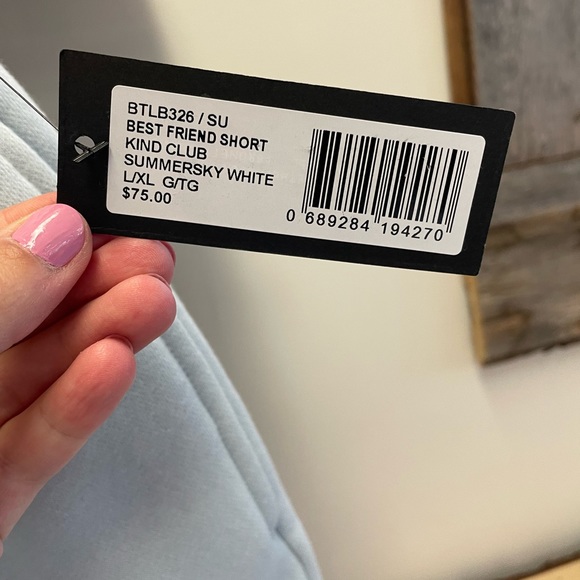 BTLB326 / SU
BEST FRIEND SHORT
KIND CLUB
SUMMERSKY WHITE
L/XL G/TG
$75.00
0 689284 194270